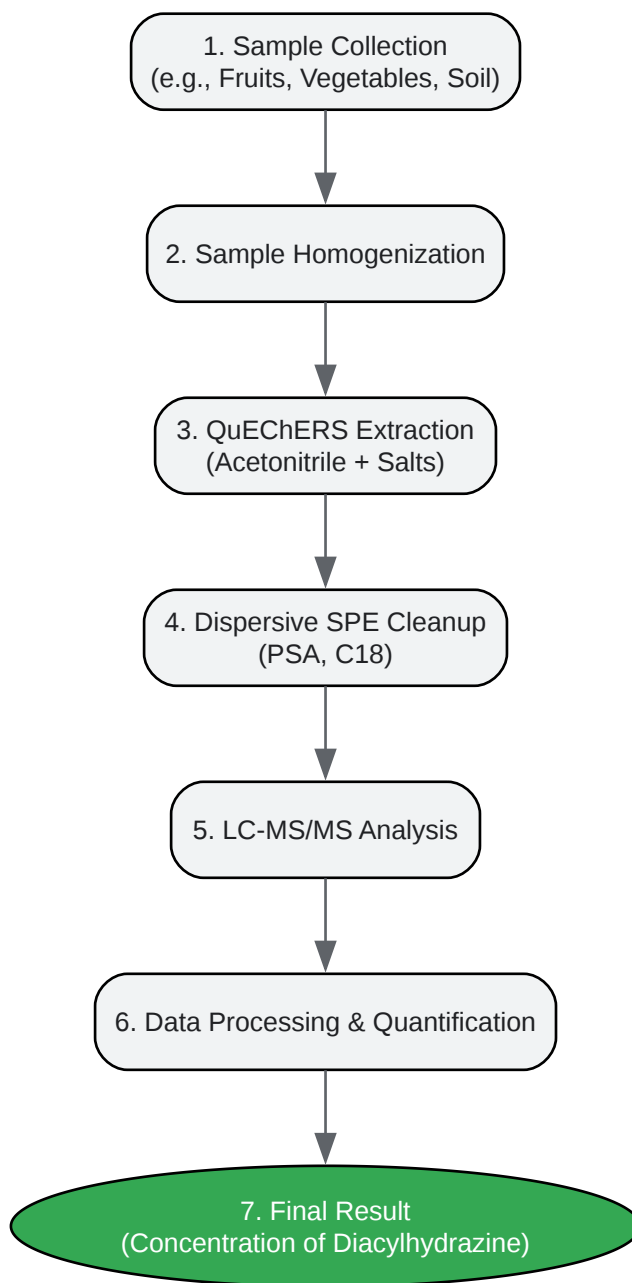 1. Sample Collection
(e.g., Fruits, Vegetables, Soil)
2. Sample Homogenization
3. QuEChERS Extraction
(Acetonitrile + Salts)
4. Dispersive SPE Cleanup
(PSA, C18)
5. LC-MS/MS Analysis
6. Data Processing & Quantification
7. Final Result
(Concentration of Diacylhydrazine)